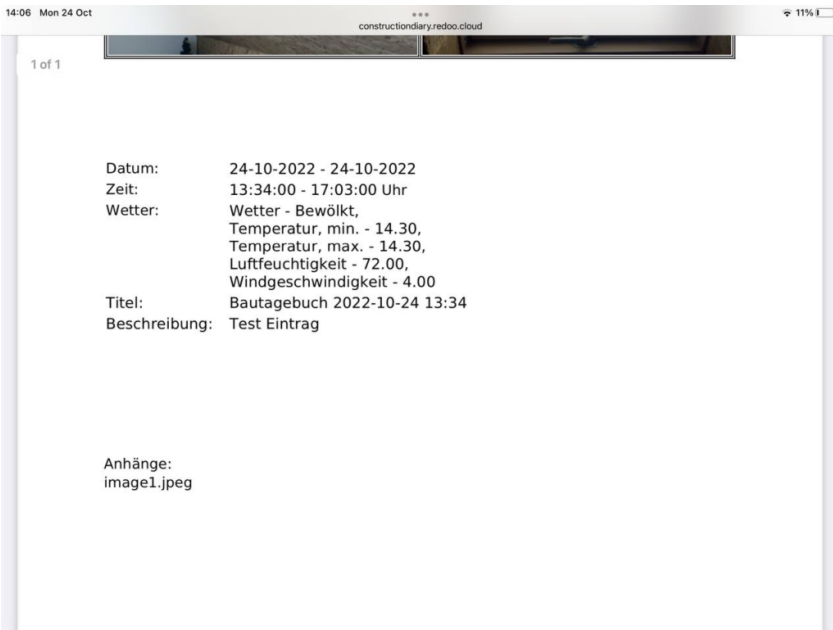 14:06 Mon 24 Oct
11%
constructiondiary.redoo.cloud
1 of 1
Datum: 24-10-2022 - 24-10-2022
Zeit: 13:34:00 - 17:03:00 Uhr
Wetter: Wetter - Bewölkt,
Temperatur, min. - 14.30,
Temperatur, max. - 14.30,
Luftfeuchtigkeit - 72.00,
Windgeschwindigkeit - 4.00
Titel: Bautagebuch 2022-10-24 13:34
Beschreibung: Test Eintrag
Anhänge:
image1.jpeg